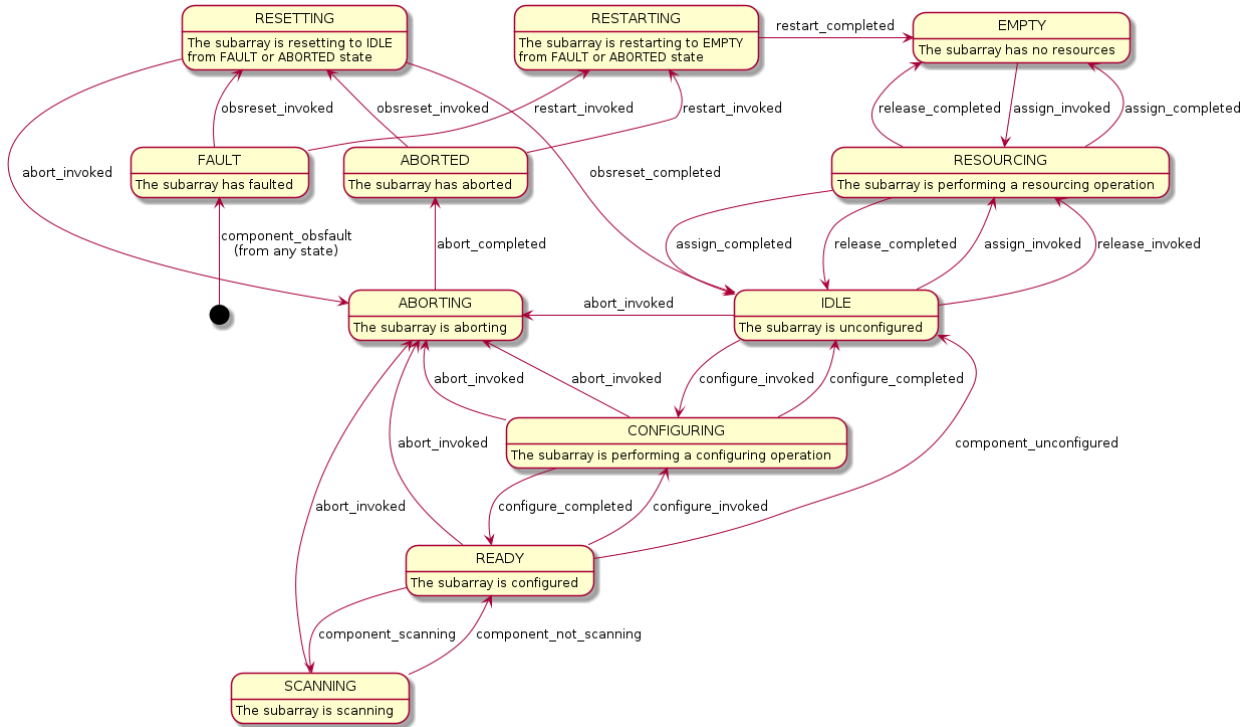 RESETTING
The subarray is resetting to IDLE
from FAULT or ABORTED state
RESTARTING
The subarray is restarting to EMPTY
from FAULT or ABORTED state
restart_completed
EMPTY
The subarray has no resources
obsreset_invoked
obsreset_invoked
restart_invoked
restart_invoked
release_completed
assign_invoked
assign_completed
abort_invoked
FAULT
The subarray has faulted
ABORTED
The subarray has aborted
obsreset_completed
RESOURCING
The subarray is performing a resourcing operation
component_obsfault
(from any state)
abort_completed
assign_completed
release_completed
assign_invoked
release_invoked
ABORTING
The subarray is aborting
abort_invoked
IDLE
The subarray is unconfigured
abort_invoked
abort_invoked
configure_invoked
configure_completed
abort_invoked
CONFIGURING
The subarray is performing a configuring operation
component_unconfigured
abort_invoked
configure_completed
configure_invoked
READY
The subarray is configured
component_scanning
component_not_scanning
SCANNING
The subarray is scanning